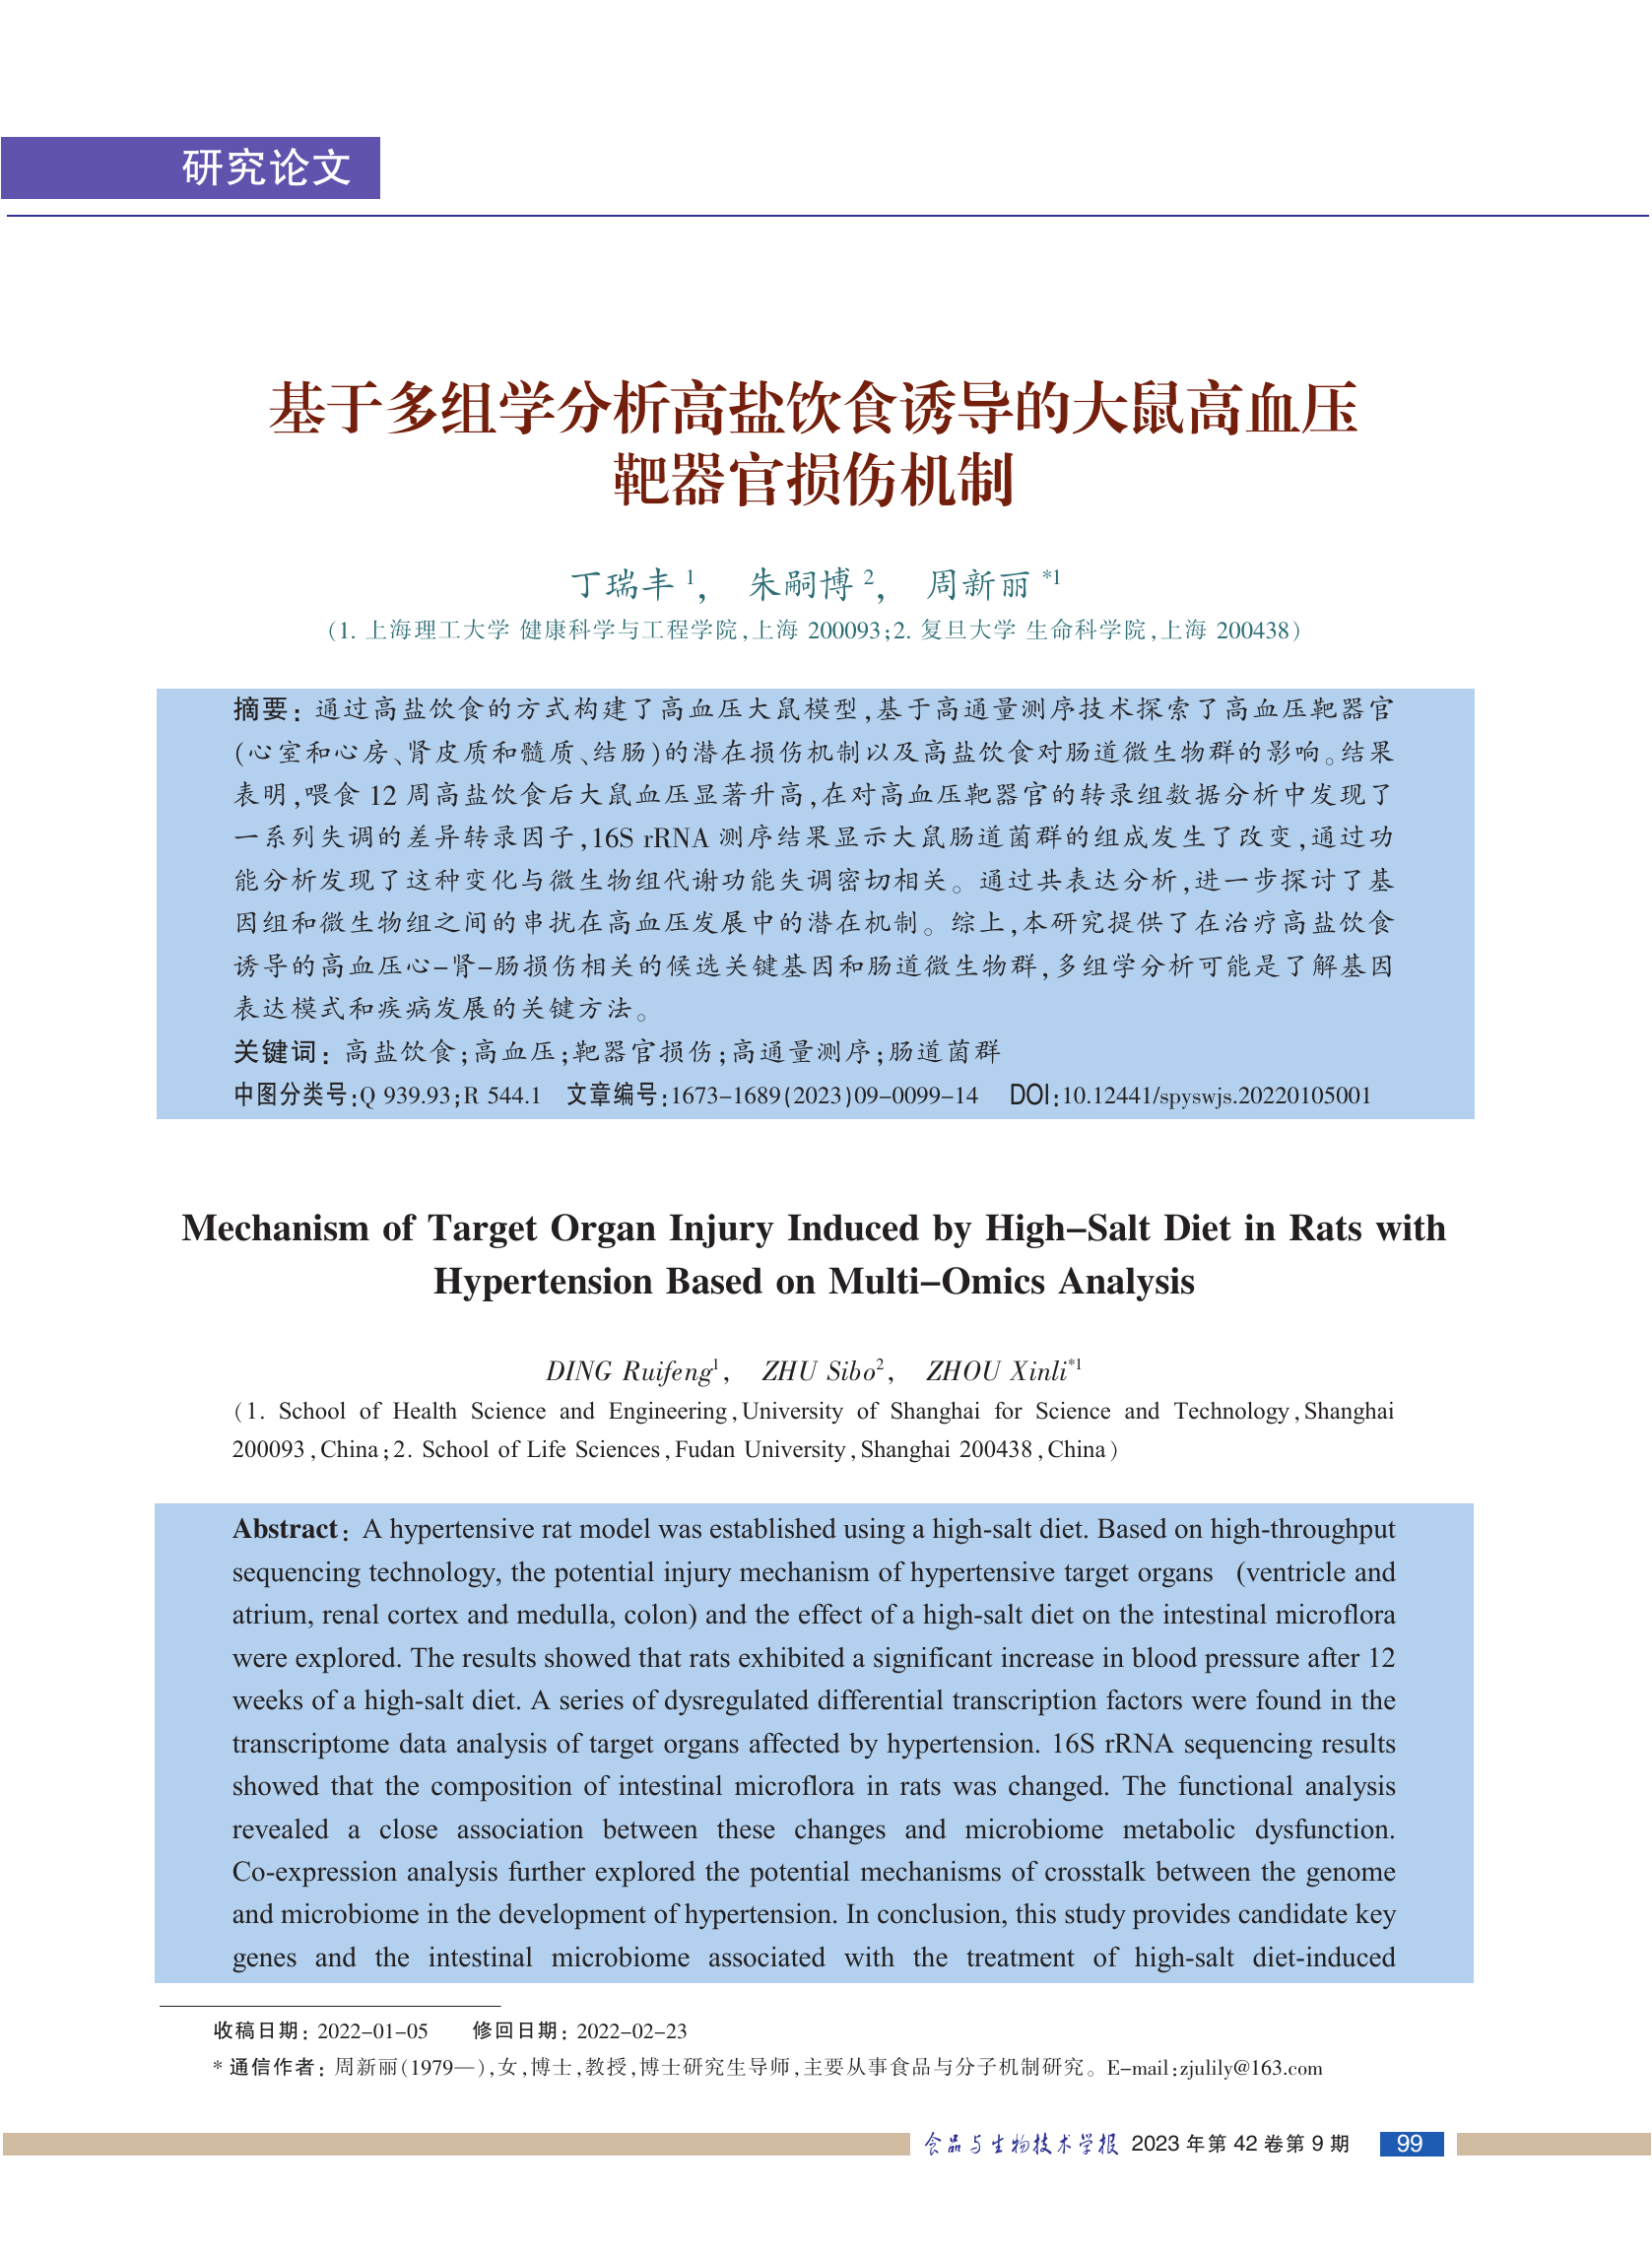 研究论文
基于多组学分析高盐饮食诱导的大鼠高血压
靶器官损伤机制
丁瑞丰 1, 朱嗣博 2, 周新丽 *1
(1. 上海理工大学 健康科学与工程学院,上海 200093;2. 复旦大学 生命科学院,上海 200438)
摘要: 通过高盐饮食的方式构建了高血压大鼠模型,基于高通量测序技术探索了高血压靶器官
(心室和心房、肾皮质和髓质、结肠)的潜在损伤机制以及高盐饮食对肠道微生物群的影响。结果
表明,喂食 12 周高盐饮食后大鼠血压显著升高,在对高血压靶器官的转录组数据分析中发现了
一系列失调的差异转录因子,16S rRNA 测序结果显示大鼠肠道菌群的组成发生了改变,通过功
能分析发现了这种变化与微生物组代谢功能失调密切相关。通过共表达分析,进一步探讨了基
因组和微生物组之间的串扰在高血压发展中的潜在机制。综上,本研究提供了在治疗高盐饮食
诱导的高血压心–肾–肠损伤相关的候选关键基因和肠道微生物群,多组学分析可能是了解基因
表达模式和疾病发展的关键方法。
关键词: 高盐饮食;高血压;靶器官损伤;高通量测序;肠道菌群
中图分类号:Q 939.93;R 544.1 文章编号:1673–1689(2023)09–0099–14 DOI:10.12441/spyswjs.20220105001
Mechanism of Target Organ Injury Induced by High–Salt Diet in Rats with
Hypertension Based on Multi–Omics Analysis
DING Ruifeng1, ZHU Sibo2, ZHOU Xinli*1
(1. School of Health Science and Engineering,University of Shanghai for Science and Technology,Shanghai
200093,China;2. School of Life Sciences,Fudan University,Shanghai 200438,China)
Abstract: A hypertensive rat model was established using a high-salt diet. Based on high-throughput
sequencing technology, the potential injury mechanism of hypertensive target organs (ventricle and
atrium, renal cortex and medulla, colon) and the effect of a high-salt diet on the intestinal microflora
were explored. The results showed that rats exhibited a significant increase in blood pressure after 12
weeks of a high-salt diet. A series of dysregulated differential transcription factors were found in the
transcriptome data analysis of target organs affected by hypertension. 16S rRNA sequencing results
showed that the composition of intestinal microflora in rats was changed. The functional analysis
revealed a close association between these changes and microbiome metabolic dysfunction.
Co-expression analysis further explored the potential mechanisms of crosstalk between the genome
and microbiome in the development of hypertension. In conclusion, this study provides candidate key
genes and the intestinal microbiome associated with the treatment of high-salt diet-induced
收稿日期: 2022–01–05 修回日期: 2022–02–23
* 通信作者: 周新丽(1979—),女,博士,教授,博士研究生导师,主要从事食品与分子机制研究。E–mail:zjulily@163.com
食品与生物技术学报 2023 年第 42 卷第 9 期 99